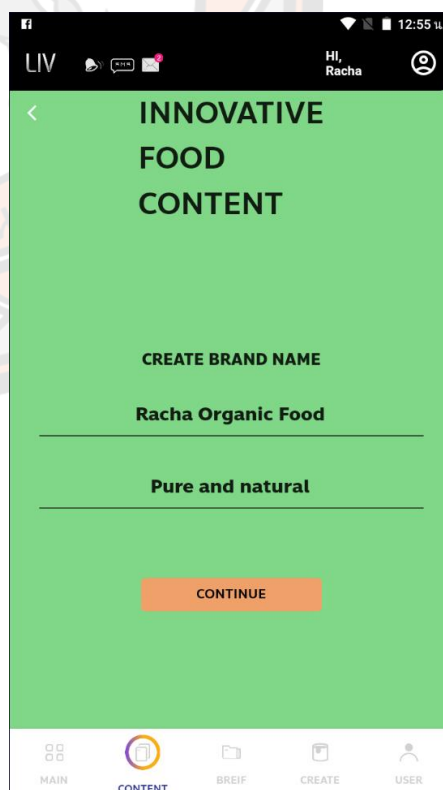 12:55 น
LIV
HI,
Racha
INNOVATIVE
FOOD
CONTENT
CREATE BRAND NAME
Racha Organic Food
Pure and natural
CONTINUE
MAIN CONTENT BREIF CREATE USER